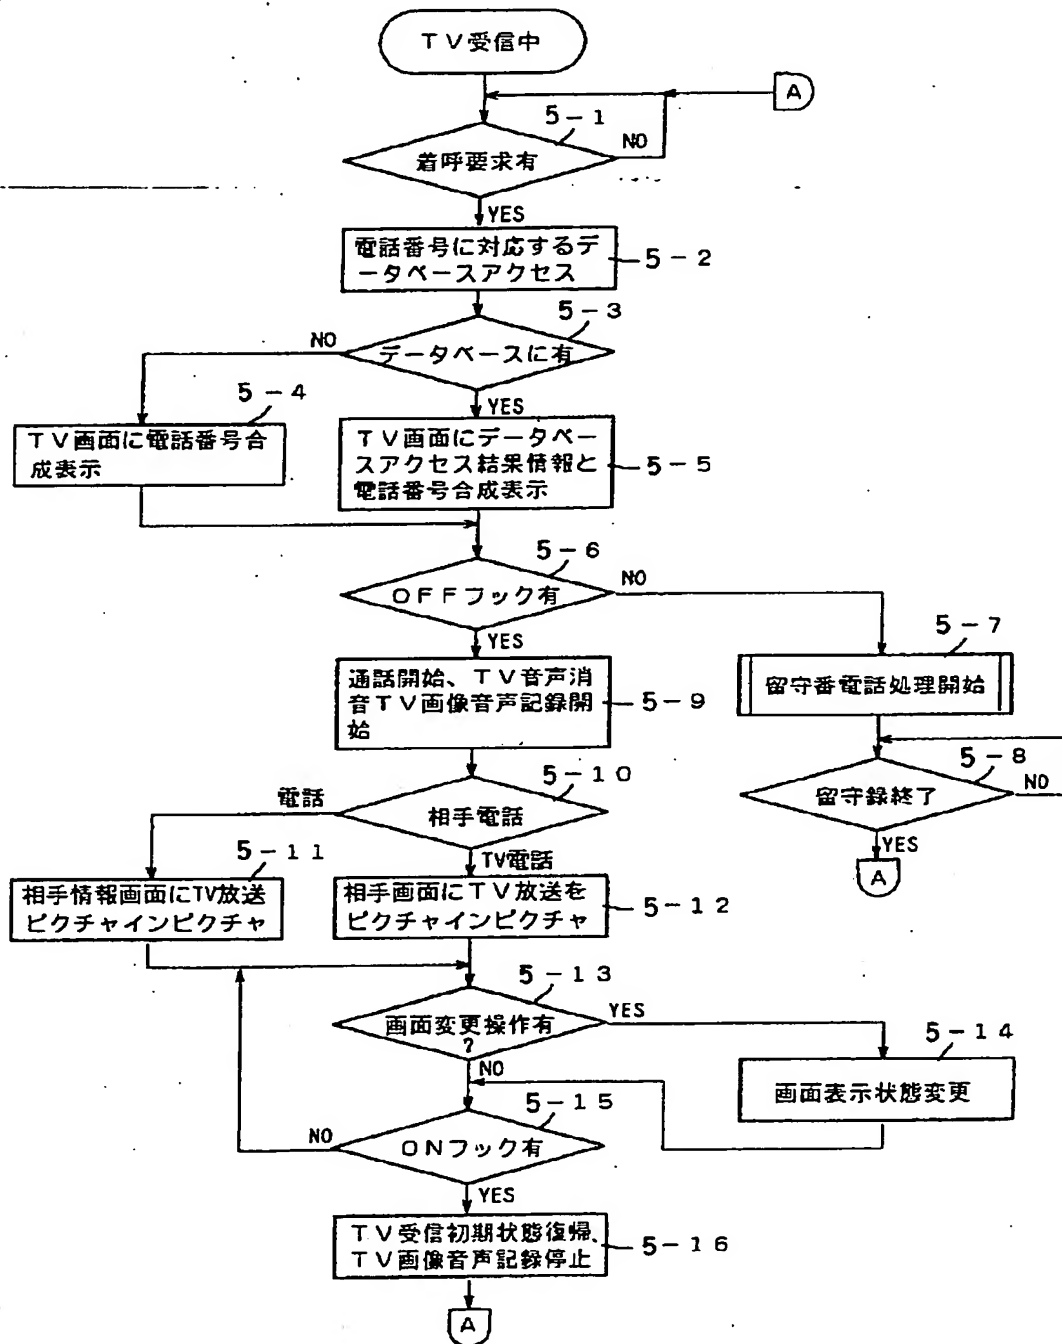 TV受信中
A
5-1
着呼要求有
NO
YES
電話番号に対応するデ
ータベースアクセス
5-2
5-3
データベースに有
NO
YES
5-4
TV画面に電話番号合
成表示
TV画面にデータベー
スアクセス結果情報と
電話番号合成表示
5-5
5-6
OFFフック有
NO
YES
5-7
留守番電話処理開始
通話開始、TV音声消
音TV画像音声記録開
始
5-9
5-8
留守録終了
NO
YES
A
5-10
相手電話
電話
TV電話
5-11
相手情報画面にTV放送
ピクチャインピクチャ
相手画面にTV放送を
ピクチャインピクチャ
5-12
5-13
画面変更操作有
?
YES
NO
5-14
画面表示状態変更
5-15
ONフック有
NO
YES
TV受信初期状態復帰、
TV画像音声記録停止
5-16
A